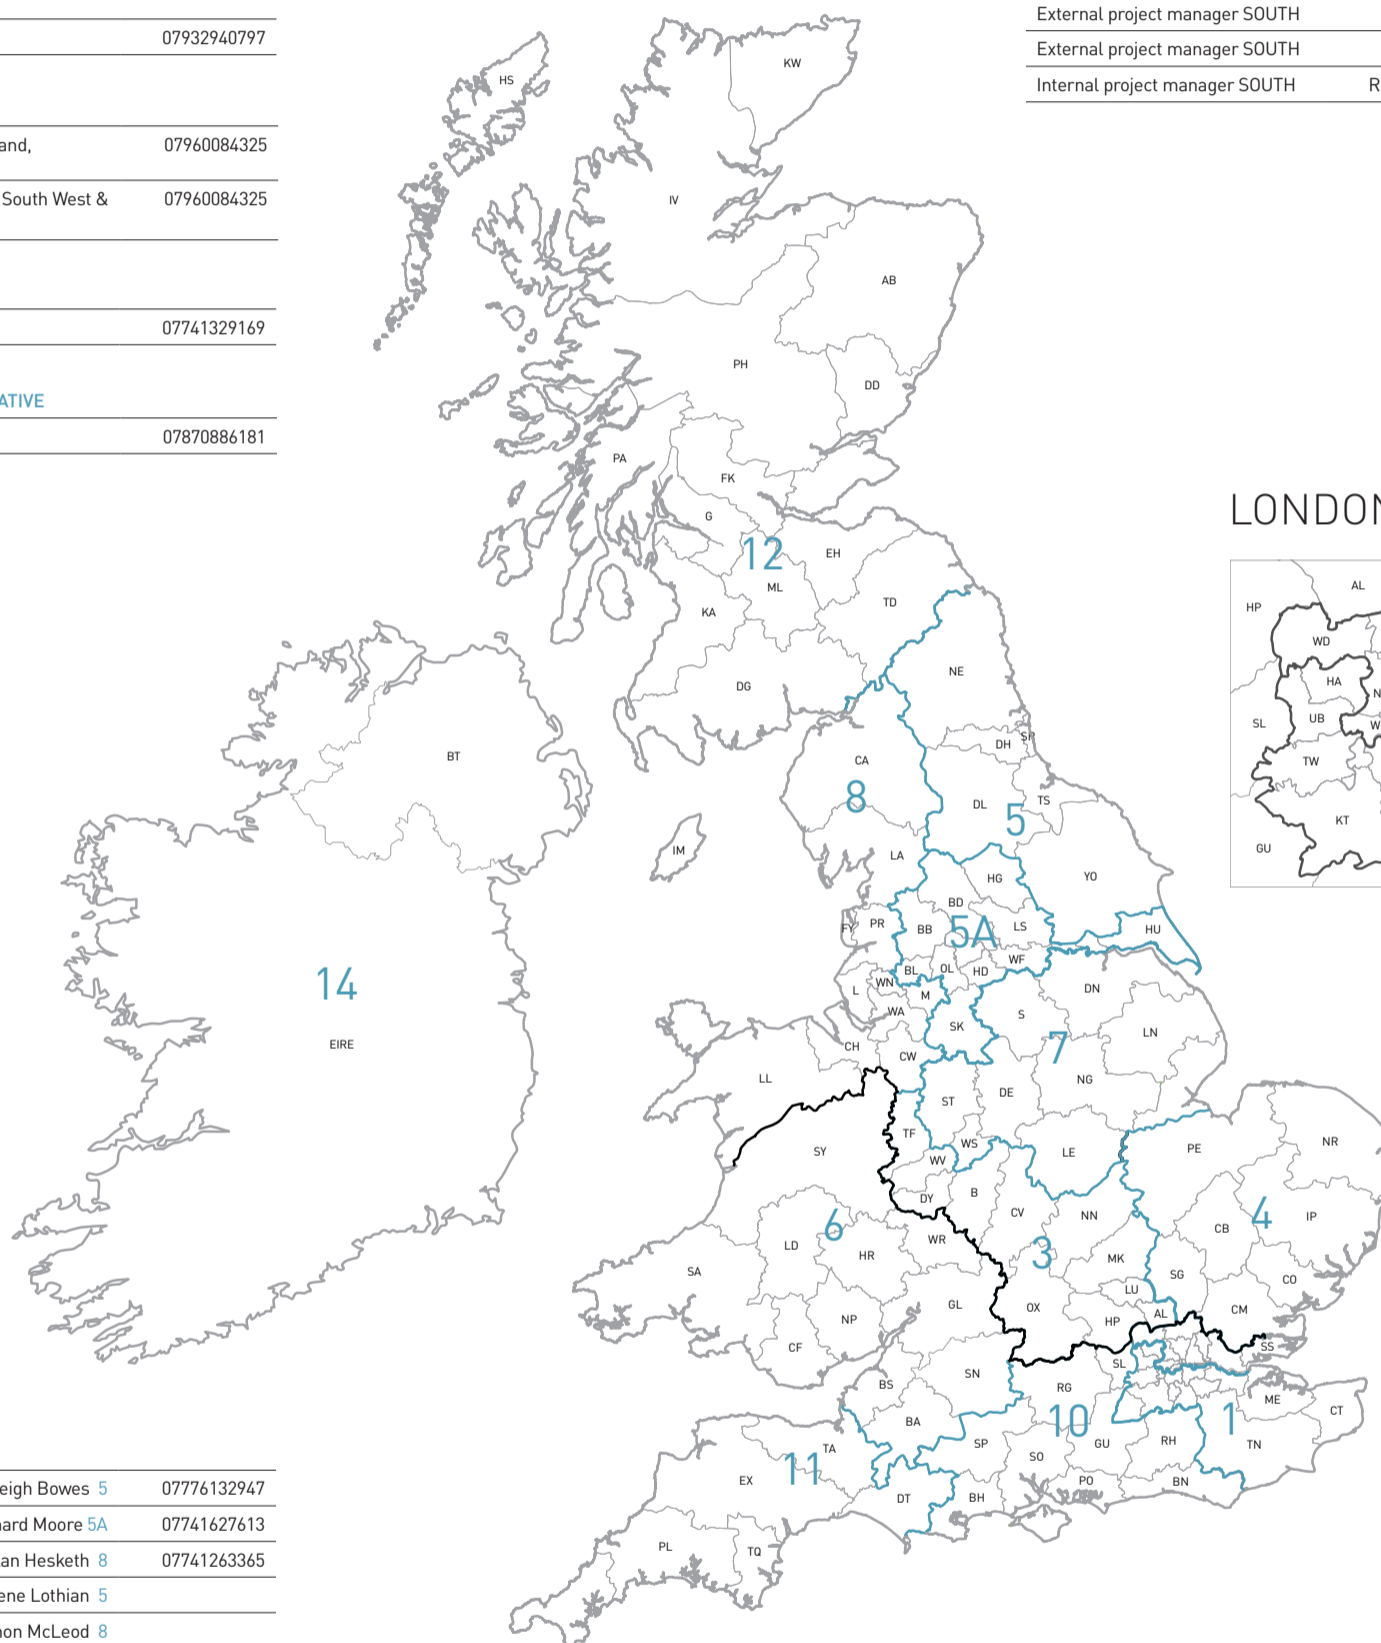 07932940797
and,
07960084325
South West &
07960084325
07741329169
ATIVE
07870886181
External project manager SOUTH
External project manager SOUTH
Internal project manager SOUTH R
HS
KW
IV
AB
PH
DD
PA
FK
G
12
EH
ML
KA
TD
DG
NE
BT
CA
8
DH
SR
DL
TS
5
IM
LA
HG
YO
BD
FY
PR
BB
5A
LS
HU
BL
OL
HD
WF
WN
L
M
DN
14
WA
SK
S
LN
EIRE
CH
CW
7
LL
ST
DE
NG
TF
WS
LE
PE
NR
SY
WV
DY
B
CV
NN
CB
4
IP
6
LD
HR
WR
3
MK
SG
CO
SA
LU
GL
OX
HP
AL
CM
NP
CF
SS
SN
SL
BS
RG
ME
CT
BA
10
1
TA
SP
GU
RH
TN
11
EX
SO
PO
BN
DT
BH
PL
TQ
LONDON
AL
HP
WD
HA
N
SL
UB
W
TW
KT
GU
eigh Bowes 5 07776132947
ard Moore 5A 07741627613
an Hesketh 8 07741263365
ene Lothian 5
on McLeod 8